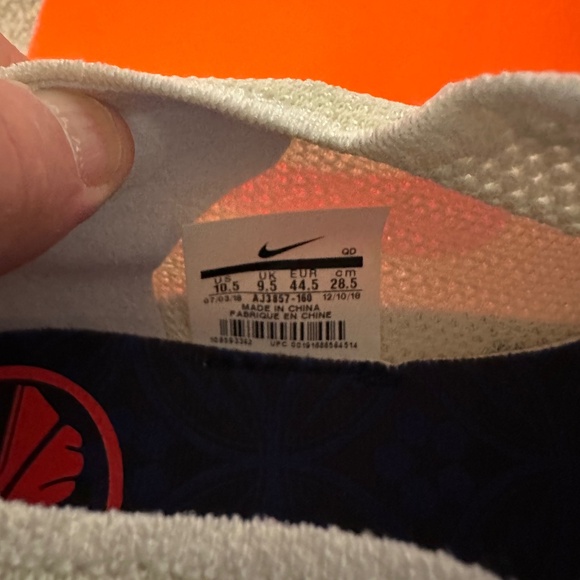 QD
US UK EUR cm
10.5 9.5 44.5 28.5
07/03/18 AJ3857-160 12/10/18
MADE IN CHINA
FABRIQUE EN CHINE
UPC